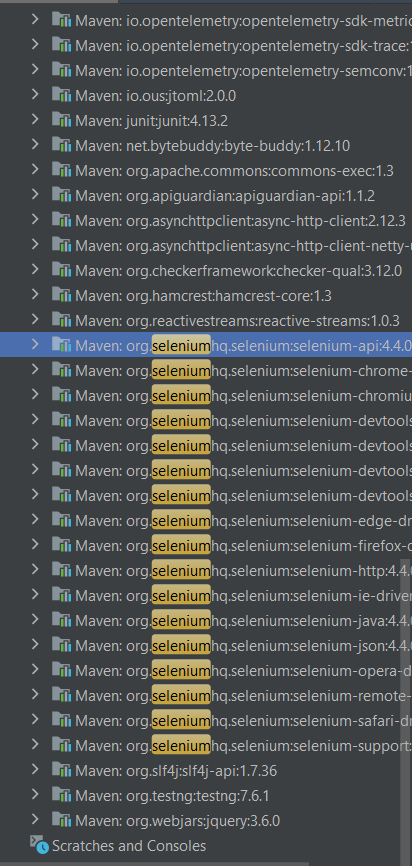 Maven: io.opentelemetry:opentelemetry-sdk-metric
Maven: io.opentelemetry:opentelemetry-sdk-trace:1
Maven: io.opentelemetry:opentelemetry-semconv:1
Maven: io.ous:jtoml:2.0.0
Maven: junit:junit:4.13.2
Maven: net.bytebuddy:byte-buddy:1.12.10
Maven: org.apache.commons:commons-exec:1.3
Maven: org.apiguardian:apiguardian-api:1.1.2
Maven: org.asynchttpclient:async-http-client:2.12.3
Maven: org.asynchttpclient:async-http-client-netty-u
Maven: org.checkerframework:checker-qual:3.12.0
Maven: org.hamcrest:hamcrest-core:1.3
Maven: org.reactivestreams:reactive-streams:1.0.3
Maven: org.seleniumhq.selenium:selenium-api:4.4.0
Maven: org.seleniumhq.selenium:selenium-chrome-
Maven: org.seleniumhq.selenium:selenium-chromiu
Maven: org.seleniumhq.selenium:selenium-devtools
Maven: org.seleniumhq.selenium:selenium-devtools
Maven: org.seleniumhq.selenium:selenium-devtools
Maven: org.seleniumhq.selenium:selenium-devtools
Maven: org.seleniumhq.selenium:selenium-edge-dr
Maven: org.seleniumhq.selenium:selenium-firefox-d
Maven: org.seleniumhq.selenium:selenium-http:4.4.0
Maven: org.seleniumhq.selenium:selenium-ie-driver
Maven: org.seleniumhq.selenium:selenium-java:4.4.0
Maven: org.seleniumhq.selenium:selenium-json:4.4.0
Maven: org.seleniumhq.selenium:selenium-opera-d
Maven: org.seleniumhq.selenium:selenium-remote-
Maven: org.seleniumhq.selenium:selenium-safari-dr
Maven: org.seleniumhq.selenium:selenium-support:
Maven: org.slf4j:slf4j-api:1.7.36
Maven: org.testng:testng:7.6.1
Maven: org.webjars:jquery:3.6.0
Scratches and Consoles